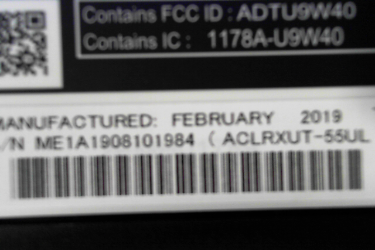 Contains FCC ID : ADTU9W40
Contains IC : 1178A-U9W40
MANUFACTURED: FEBRUARY 2019
/N ME1A1908101984 ( ACLRXUT-55UL